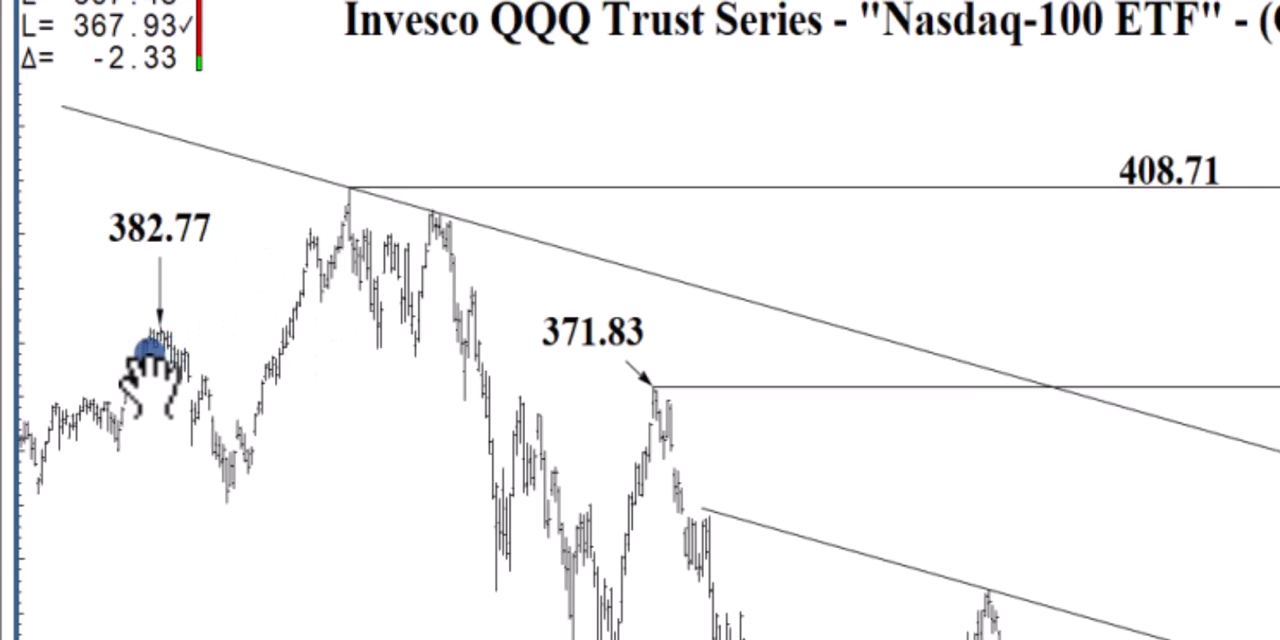 L= 367.93✓
Δ= -2.33
Invesco QQQ Trust Series - "Nasdaq-100 ETF" - (
408.71
382.77
371.83